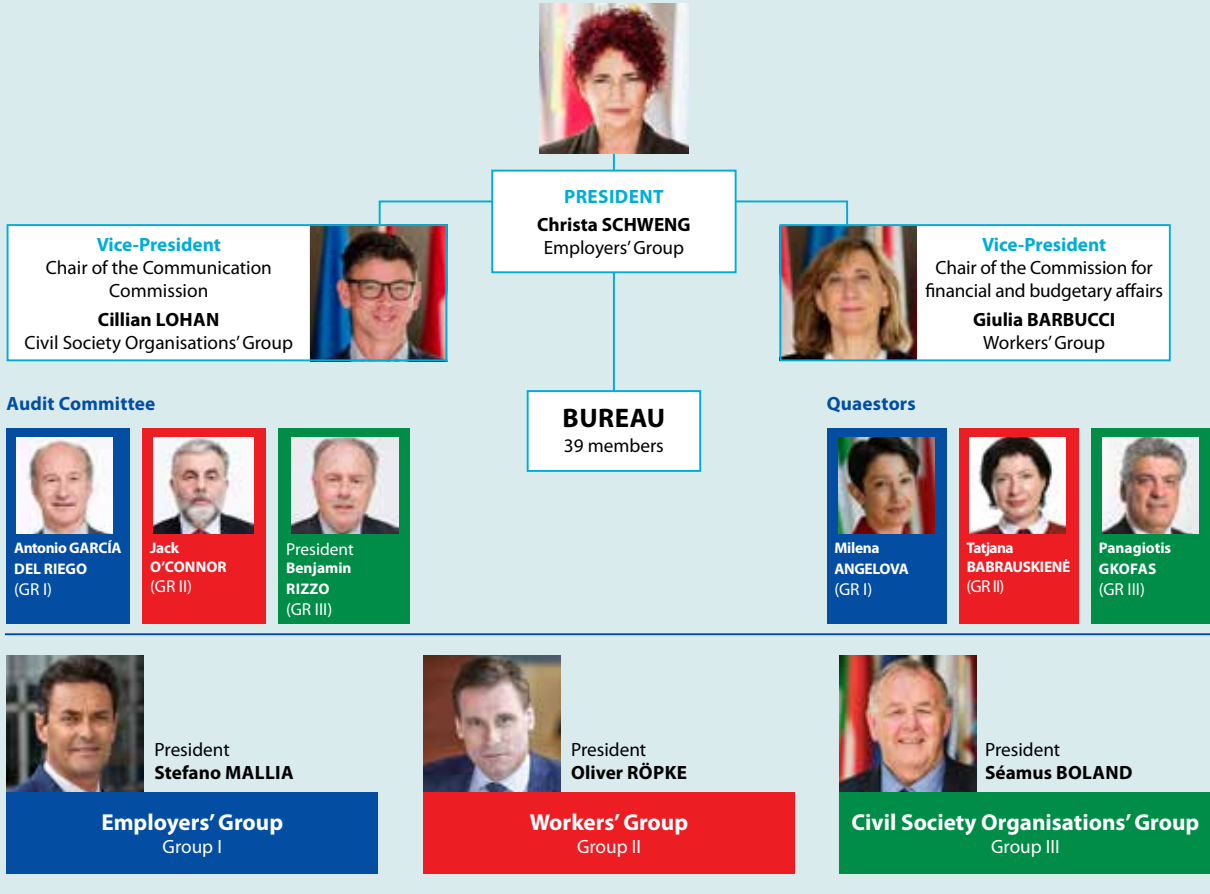 PRESIDENT
Christa SCHWENG
Employers’ Group
Vice-President
Chair of the Communication
Commission
Cillian LOHAN
Civil Society Organisations’ Group
Vice-President
Chair of the Commission for
financial and budgetary affairs
Giulia BARBUCCI
Workers’ Group
BUREAU
39 members
Audit Committee
Antonio GARCÍA
DEL RIEGO
(GR I)
Jack
O’CONNOR
(GR II)
President
Benjamin
RIZZO
(GR III)
Quaestors
Milena
ANGELOVA
(GR I)
Tatjana
BABRAUSKIENĖ
(GR II)
Panagiotis
GKOFAS
(GR III)
President
Stefano MALLIA
Employers’ Group
Group I
President
Oliver RÖPKE
Workers’ Group
Group II
President
Séamus BOLAND
Civil Society Organisations’ Group
Group III